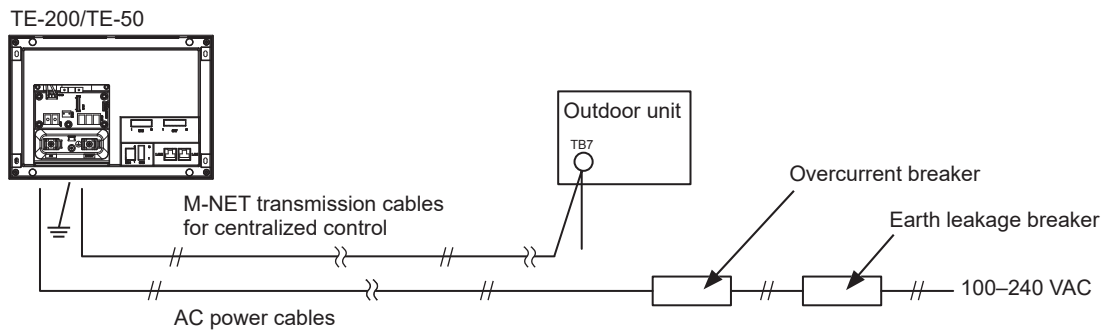 TE-200/TE-50
Outdoor unit
TB7
Overcurrent breaker
M-NET transmission cables
for centralized control
Earth leakage breaker
100–240 VAC
AC power cables